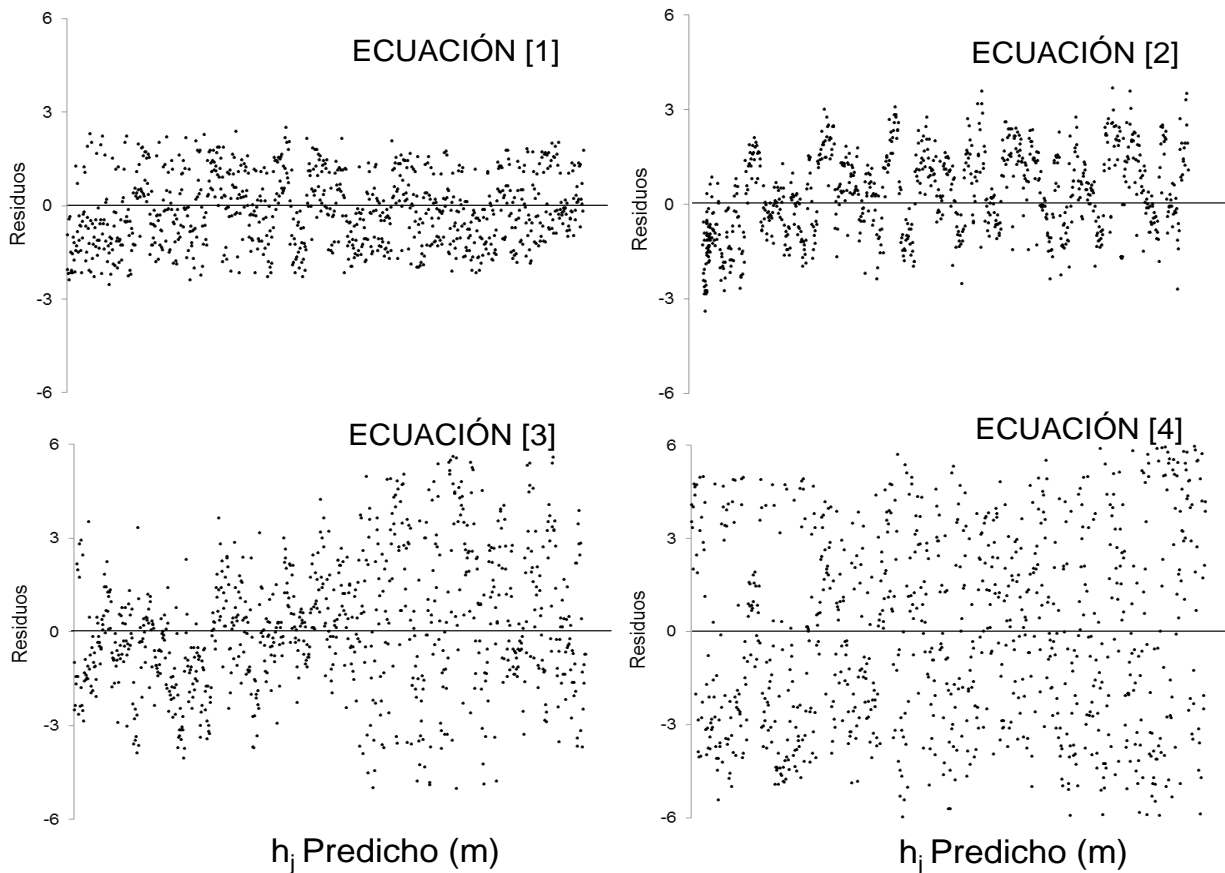 6
ECUACIÓN [1]
3
Residuos
0
-3
-6
6
ECUACIÓN [2]
3
Residuos
0
-3
-6
ECUACIÓN [3]
6
3
Residuos
0
-3
-6
hj Predicho (m)
ECUACIÓN [4]
6
3
Residuos
0
-3
-6
hj Predicho (m)